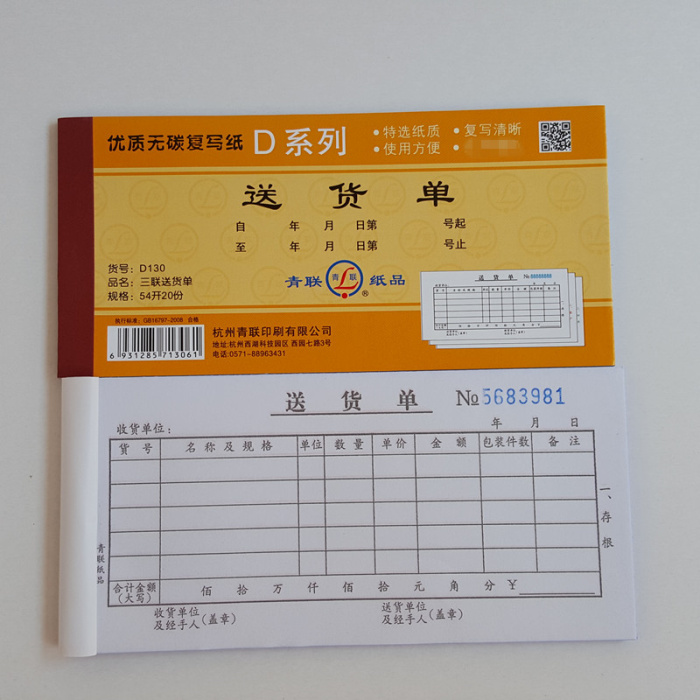 优质无碳复写纸 D系列
•特选纸质 •复写清晰
•使用方便 •
送 货 单
自 年 月 日第 号起
至 年 月 日第 号止
货号：D130
品名：三联送货单
规格：54开20份
青联 青 联 ® 纸品
送 货 单
执行标准：GB16797-2008 合格
6 931285 713061
杭州青联印刷有限公司
地址:杭州西湖科技园区 西园七路3号
电话:0571-88963431
送 货 单 №5683981
收货单位： 年 月 日
货 号 名 称 及 规 格 单位 数 量 单 价 金 额 包装件数 备 注
一、存根
青联纸品
合计金额（大写） 佰 拾 万 仟 佰 拾 元 角 分 ￥
收货单位及经手人（盖章） 送货单位及经手人（盖章）